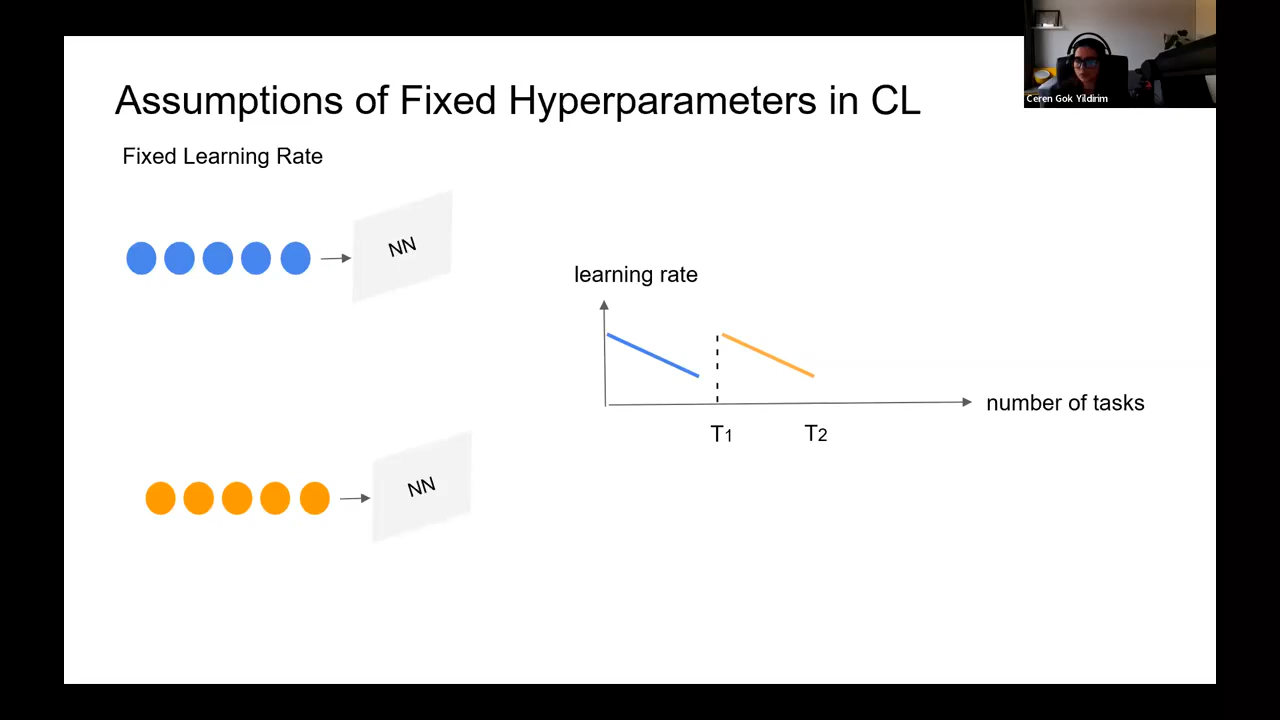 Ceren Gok Yildirim
Assumptions of Fixed Hyperparameters in CL
Fixed Learning Rate
NN
learning rate
number of tasks
T1
T2
NN